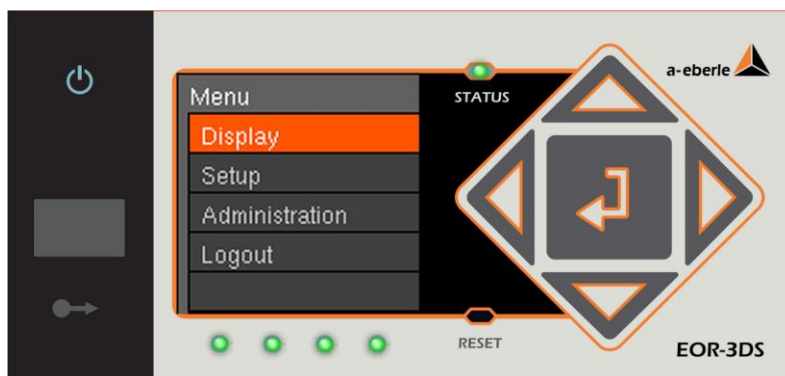 a-eberle
Menu
STATUS
Display
Setup
Administration
Logout
RESET
EOR-3DS